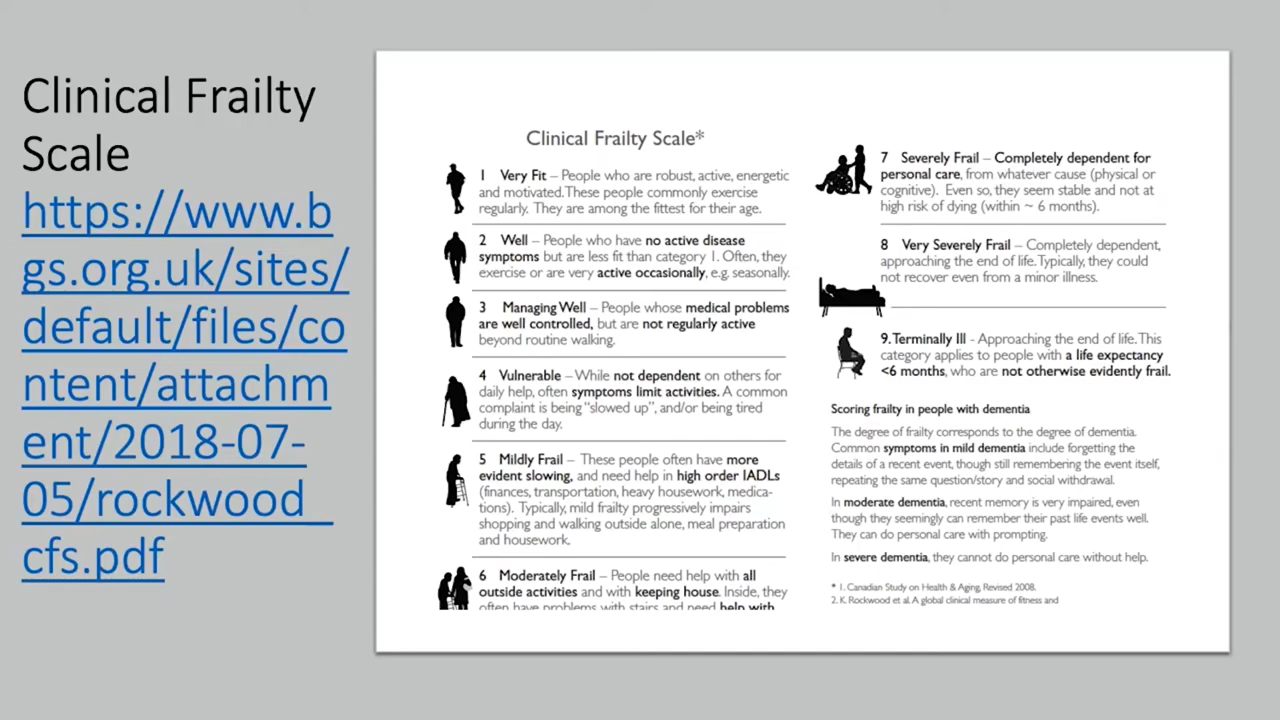 Clinical Frailty
Scale
https://www.b
gs.org.uk/sites/
default/files/co
ntent/attachm
ent/2018-07-
05/rockwood_
cfs.pdf
Clinical Frailty Scale*
1 Very Fit – People who are robust, active, energetic
and motivated. These people commonly exercise
regularly. They are among the fittest for their age.
2 Well – People who have no active disease
symptoms but are less fit than category 1. Often, they
exercise or are very active occasionally, e.g. seasonally.
3 Managing Well – People whose medical problems
are well controlled, but are not regularly active
beyond routine walking.
4 Vulnerable – While not dependent on others for
daily help, often symptoms limit activities. A common
complaint is being “slowed up”, and/or being tired
during the day.
5 Mildly Frail – These people often have more
evident slowing, and need help in high order IADLs
(finances, transportation, heavy housework, medica-
tions). Typically, mild frailty progressively impairs
shopping and walking outside alone, meal preparation
and housework.
6 Moderately Frail – People need help with all
outside activities and with keeping house. Inside, they
often have problems with stairs and need help with
7 Severely Frail – Completely dependent for
personal care, from whatever cause (physical or
cognitive). Even so, they seem stable and not at
high risk of dying (within ~ 6 months).
8 Very Severely Frail – Completely dependent,
approaching the end of life. Typically, they could
not recover even from a minor illness.
9. Terminally Ill - Approaching the end of life. This
category applies to people with a life expectancy
<6 months, who are not otherwise evidently frail.
Scoring frailty in people with dementia
The degree of frailty corresponds to the degree of dementia.
Common symptoms in mild dementia include forgetting the
details of a recent event, though still remembering the event itself,
repeating the same question/story and social withdrawal.
In moderate dementia, recent memory is very impaired, even
though they seemingly can remember their past life events well.
They can do personal care with prompting.
In severe dementia, they cannot do personal care without help.
* 1. Canadian Study on Health & Aging, Revised 2008.
2. K. Rockwood et al. A global clinical measure of fitness and